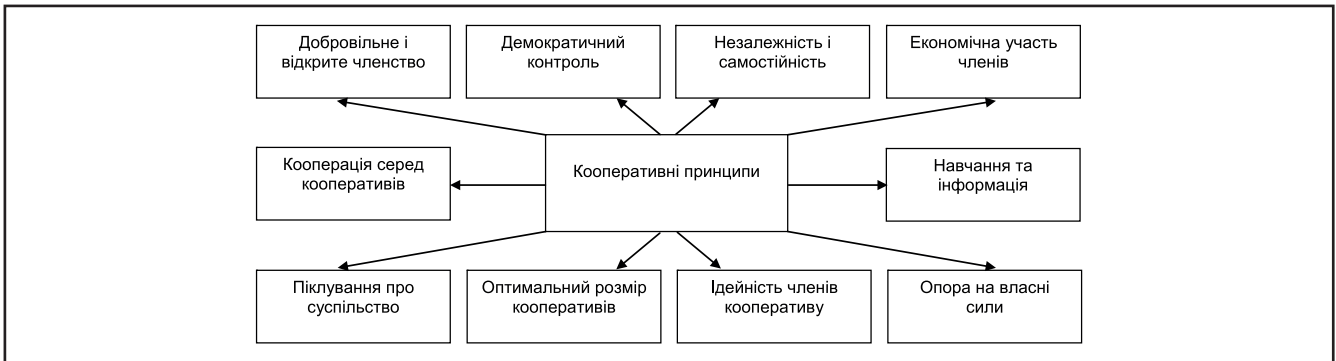 Добровільне і
відкрите членство
Демократичний
контроль
Незалежність і
самостійність
Економічна участь
членів
Кооперація серед
кооперативів
Кооперативні принципи
Навчання та
інформація
Піклування про
суспільство
Оптимальний розмір
кооперативів
Ідейність членів
кооперативу
Опора на власні
сили